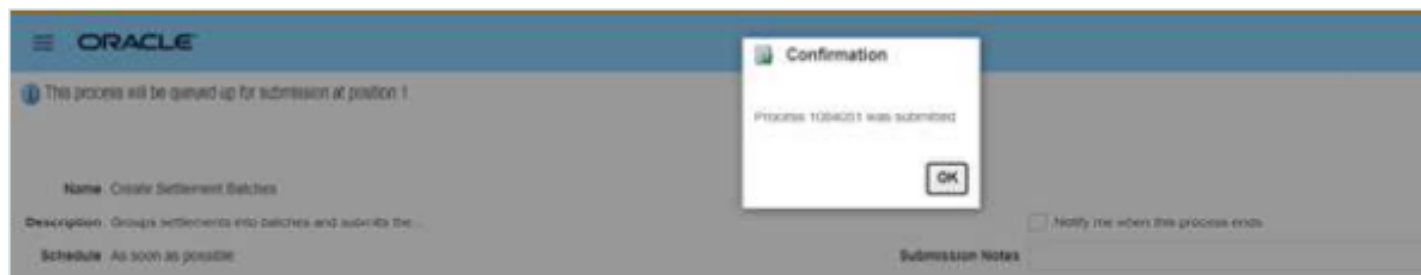 ORACLE
Confirmation
This process will be queued up for submission at position 1
Process 1084051 was submitted
OK
Name Create Settlement Batches
Description Groups settlements into batches and submits the...
Notify me when this process ends
Schedule As soon as possible
Submission Notes